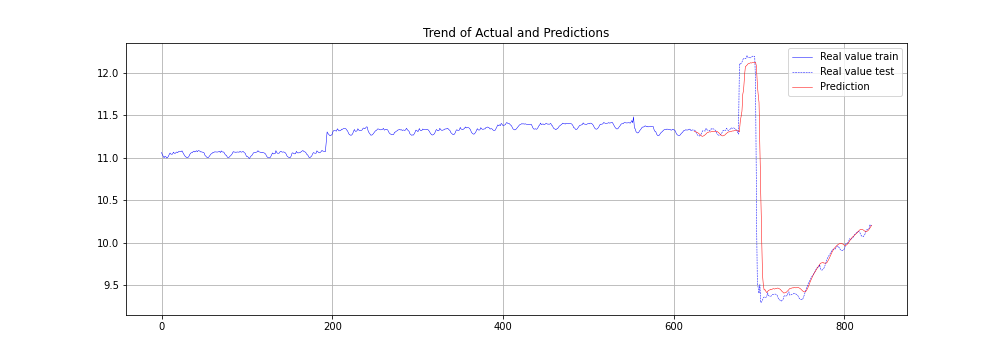 Trend of Actual and Predictions
Real value train
Real value test
Prediction
12.0
11.5
11.0
10.5
10.0
9.5
0
200
400
600
800